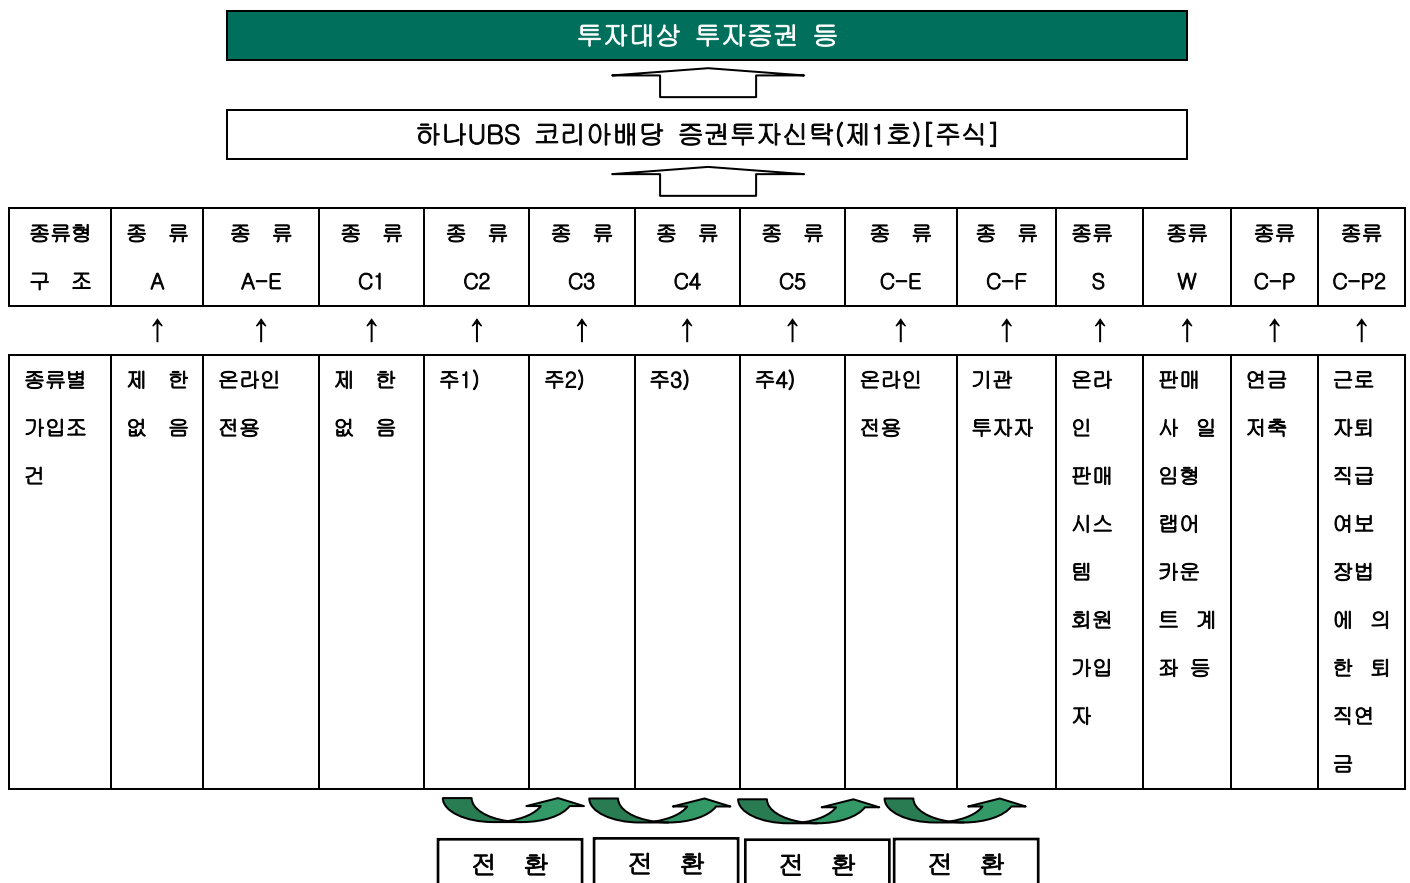 투자대상 투자증권 등
하나UBS 코리아배당 증권투자신탁(제1호)[주식]
종류형 종 류 종 류 종 류 종 류 종 류 종 류 종 류 종 류 종 류 종류 종류 종류 종류
구 조 A A-E C1 C2 C3 C4 C5 C-E C-F S W C-P C-P2
↑ ↑ ↑ ↑ ↑ ↑ ↑ ↑ ↑ ↑ ↑ ↑ ↑
종류별 제 한 온라인 제 한 주1) 주2) 주3) 주4) 온라인 기관 온라 판매 연금 근로
가입조 없 음 전용 없 음 전용 투자자 인 사 일 저축 자퇴
건 판매 임형 직급
시스 랩어 여보
템 카운 장법
회원 트 계 에 의
가입 좌 등 한 퇴
자 직연
금
전 환 전 환 전 환 전 환